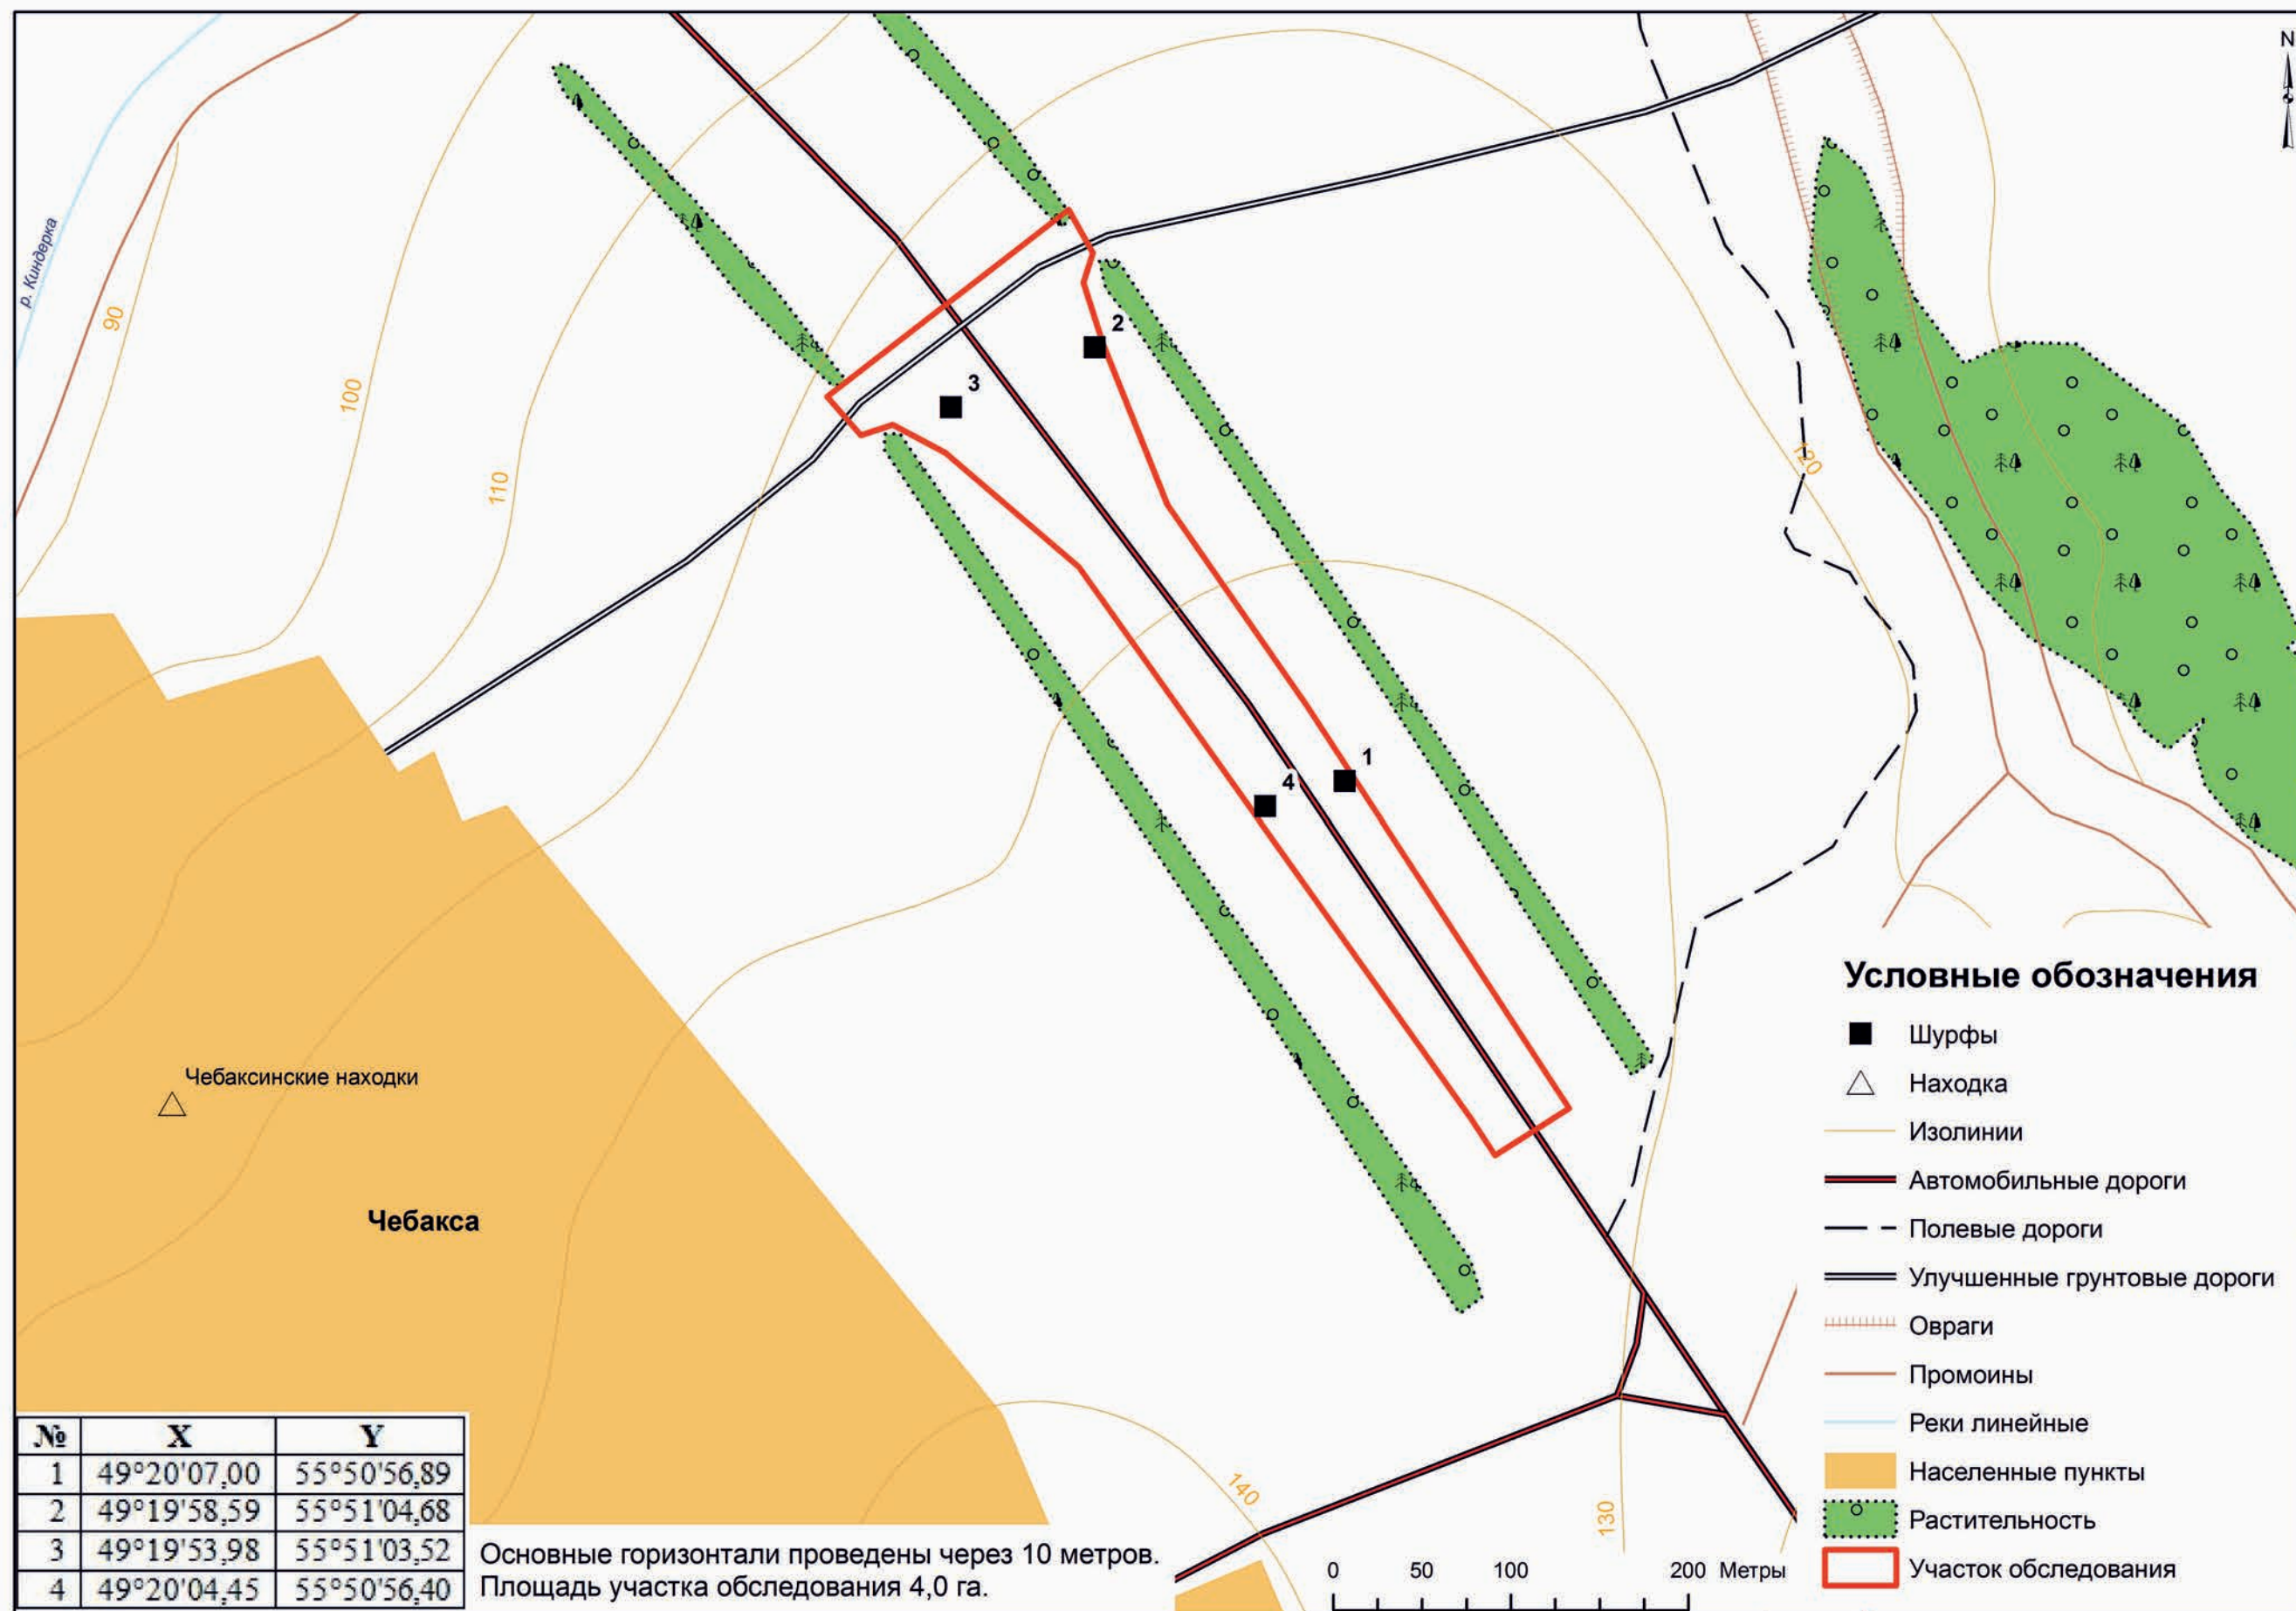 N
р. Киндерка
90
100
110
120
2
3
1
4
Чебаксинские находки
Чебакса
140
130
Условные обозначения
Шурфы
Находка
Изолинии
Автомобильные дороги
Полевые дороги
Улучшенные грунтовые дороги
Овраги
Промоины
Реки линейные
Населенные пункты
Растительность
Участок обследования
№ X Y
1 49°20'07,00 55°50'56,89
2 49°19'58,59 55°51'04,68
3 49°19'53,98 55°51'03,52
4 49°20'04,45 55°50'56,40
Основные горизонтали проведены через 10 метров.
Площадь участка обследования 4,0 га.
0 50 100 200 Метры